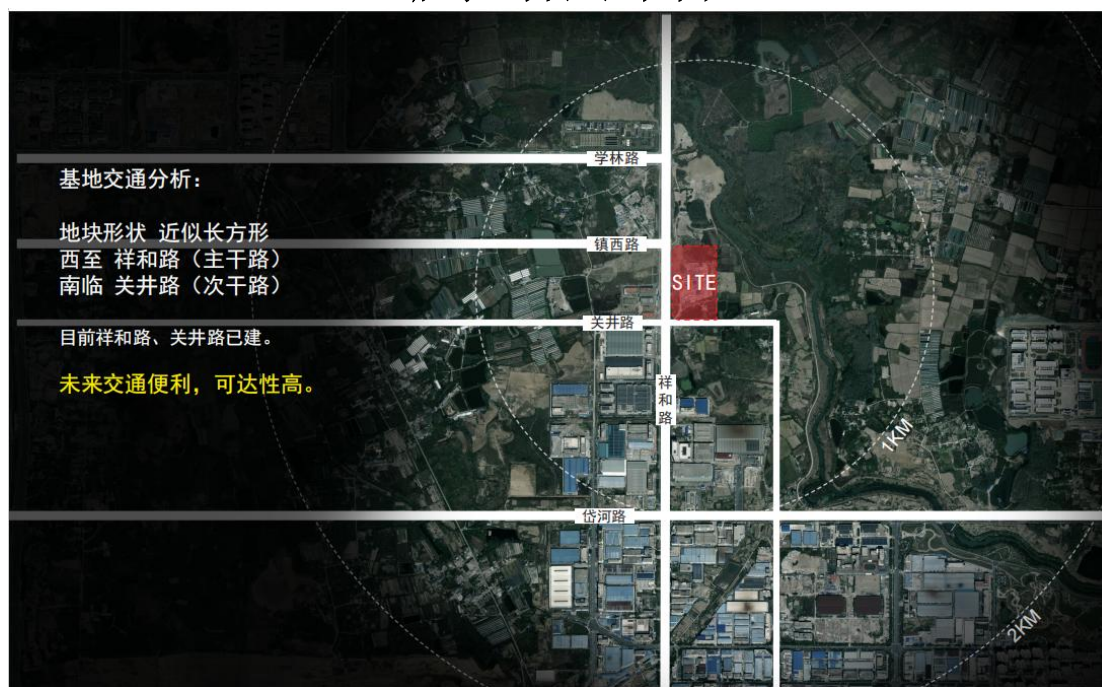 学林路
基地交通分析：
地块形状 近似长方形
西至 祥和路（主干路）
南临 关井路（次干路）
镇西路
SITE
关井路
目前祥和路、关井路已建。
未来交通便利，可达性高。
祥和路
1KM
岱河路
2KM